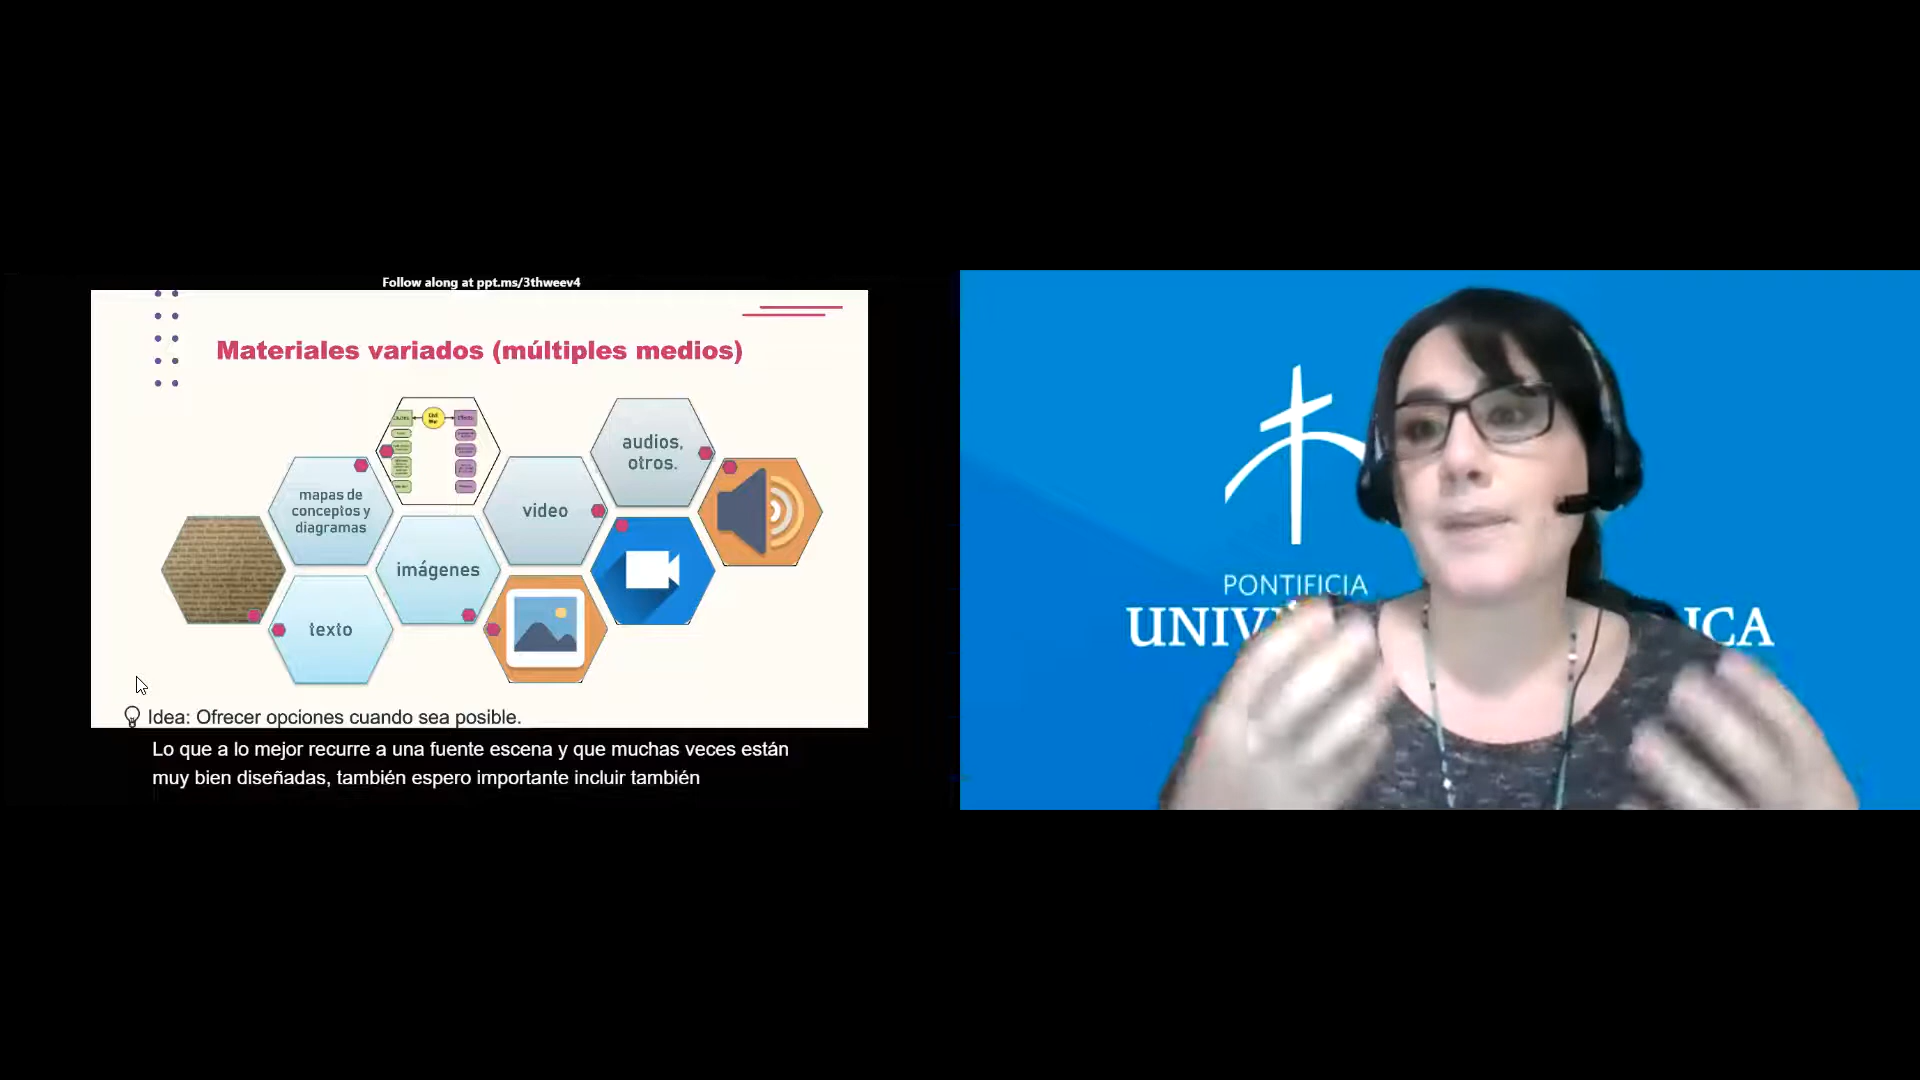 Follow along at ppt.ms/3thweev4
Materiales variados (múltiples medios)
audios,
otros.
mapas de
conceptos y
diagramas
video
imágenes
texto
Idea: Ofrecer opciones cuando sea posible.
Lo que a lo mejor recurre a una fuente escena y que muchas veces están
muy bien diseñadas, también espero importante incluir también
PONTIFICIA